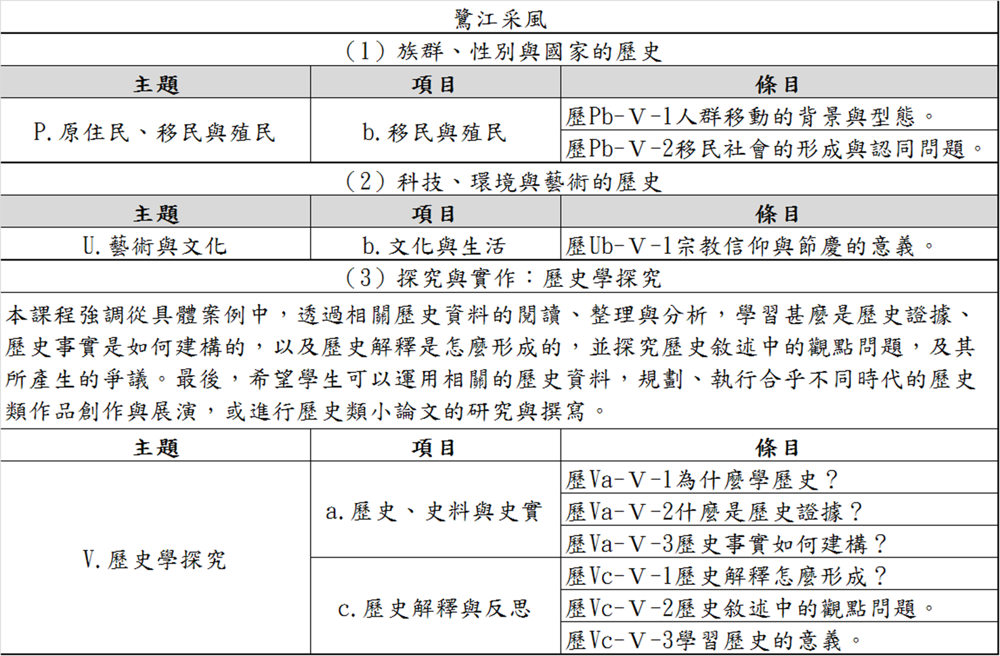 鷺江采風
（1）族群、性別與國家的歷史
主題 項目 條目
P.原住民、移民與殖民 b.移民與殖民 歷Pb-Ⅴ-1人群移動的背景與型態。
歷Pb-Ⅴ-2移民社會的形成與認同問題。
（2）科技、環境與藝術的歷史
主題 項目 條目
U.藝術與文化 b.文化與生活 歷Ub-Ⅴ-1宗教信仰與節慶的意義。
（3）探究與實作：歷史學探究
本課程強調從具體案例中，透過相關歷史資料的閱讀、整理與分析，學習甚麼是歷史證據、
歷史事實是如何建構的，以及歷史解釋是怎麼形成的，並探究歷史敘述中的觀點問題，及其
所產生的爭議。最後，希望學生可以運用相關的歷史資料，規劃、執行合乎不同時代的歷史
類作品創作與展演，或進行歷史類小論文的研究與撰寫。
主題 項目 條目
V.歷史學探究 a.歷史、史料與史實 歷Va-Ⅴ-1為什麼學歷史？
歷Va-Ⅴ-2什麼是歷史證據？
歷Va-Ⅴ-3歷史事實如何建構？
c.歷史解釋與反思 歷Vc-Ⅴ-1歷史解釋怎麼形成？
歷Vc-Ⅴ-2歷史敘述中的觀點問題。
歷Vc-Ⅴ-3學習歷史的意義。